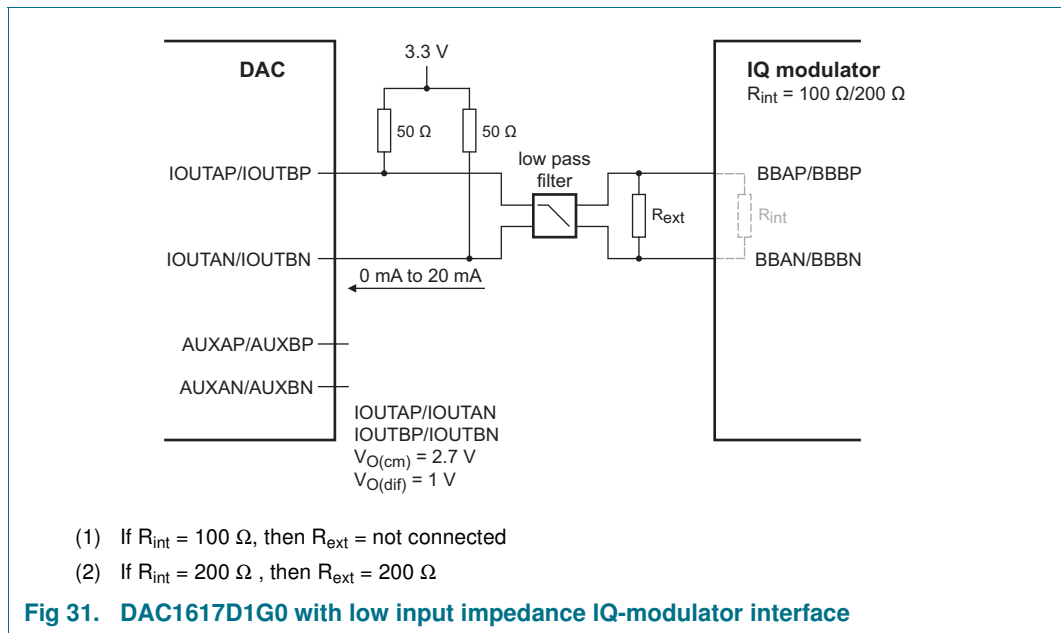 3.3 V
DAC
IQ modulator
Rint = 100 Ω/200 Ω
50 Ω
50 Ω
low pass
filter
IOUTAP/IOUTBP
BBAP/BBBP
Rext
Rint
IOUTAN/IOUTBN
BBAN/BBBN
0 mA to 20 mA
AUXAP/AUXBP
AUXAN/AUXBN
IOUTAP/IOUTAN
IOUTBP/IOUTBN
VO(cm) = 2.7 V
VO(dif) = 1 V
(1) If Rint = 100 Ω, then Rext = not connected
(2) If Rint = 200 Ω , then Rext = 200 Ω
Fig 31. DAC1617D1G0 with low input impedance IQ-modulator interface